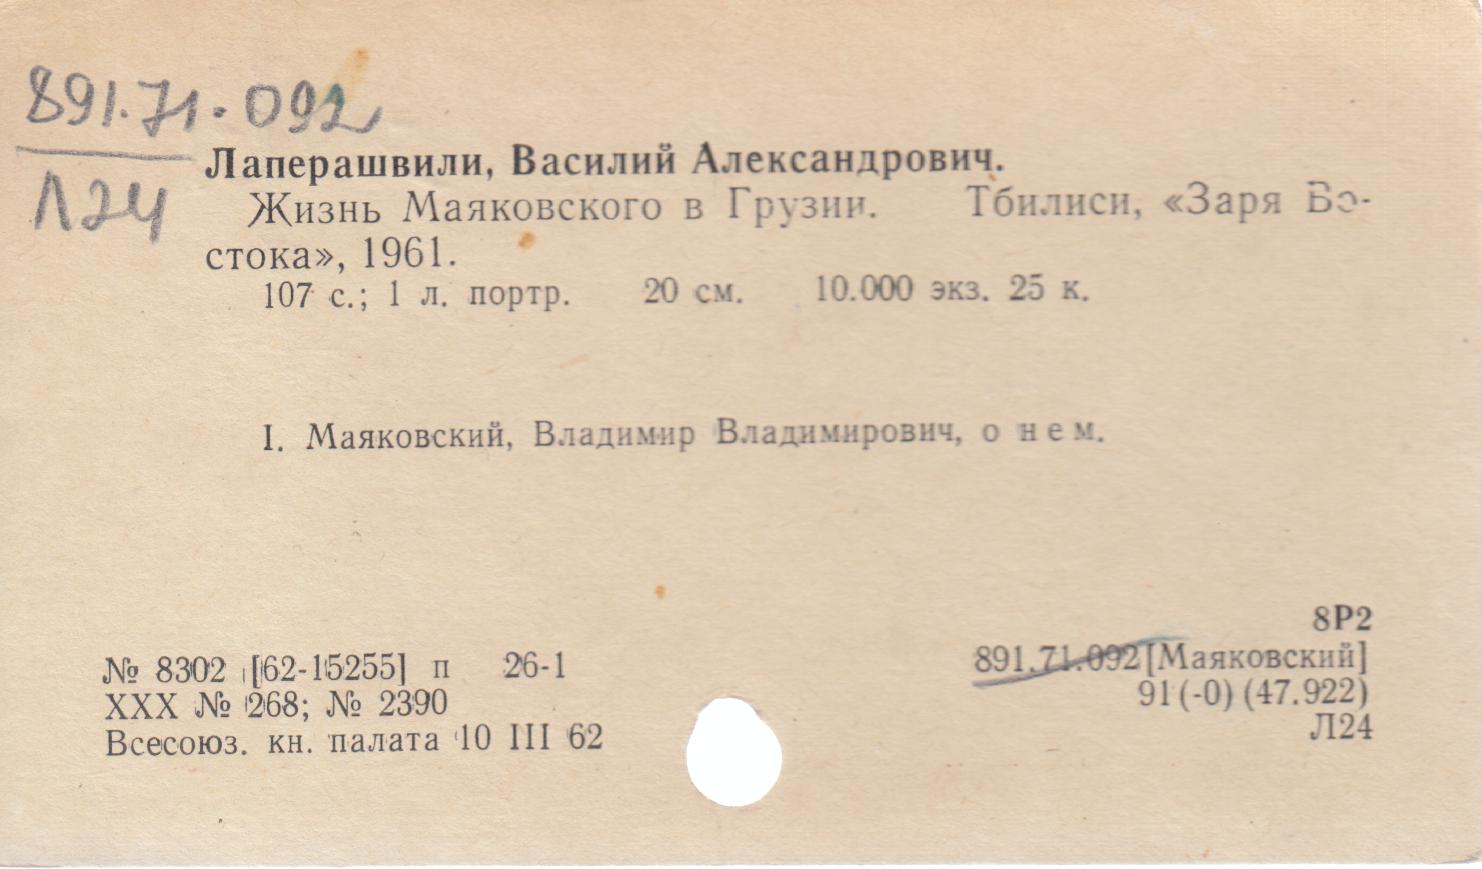 891.71.092
Л24
Лаперашвили, Василий Александрович.
Жизнь Маяковского в Грузии. Тбилиси, «Заря Во-
стока», 1961.
107 с.; 1 л. портр. 20 см. 10.000 экз. 25 к.
I. Маяковский, Владимир Владимирович, о нем.
8Р2
№ 8302 [62-15255] п 26-1
891.71.092[Маяковский]
XXX № 268; № 2390
91(-0)(47.922)
Всесоюз. кн. палата 10 III 62
Л24